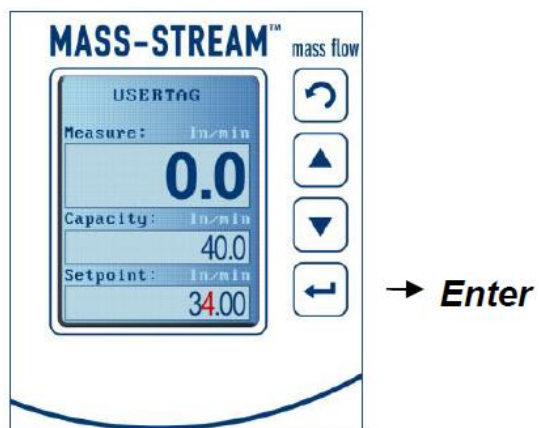 MASS-STREAM™ mass flow
USERTAG
Measure: ln/min
0.0
Capacity: ln/min
40.0
Setpoint: ln/min
34.00
→ Enter